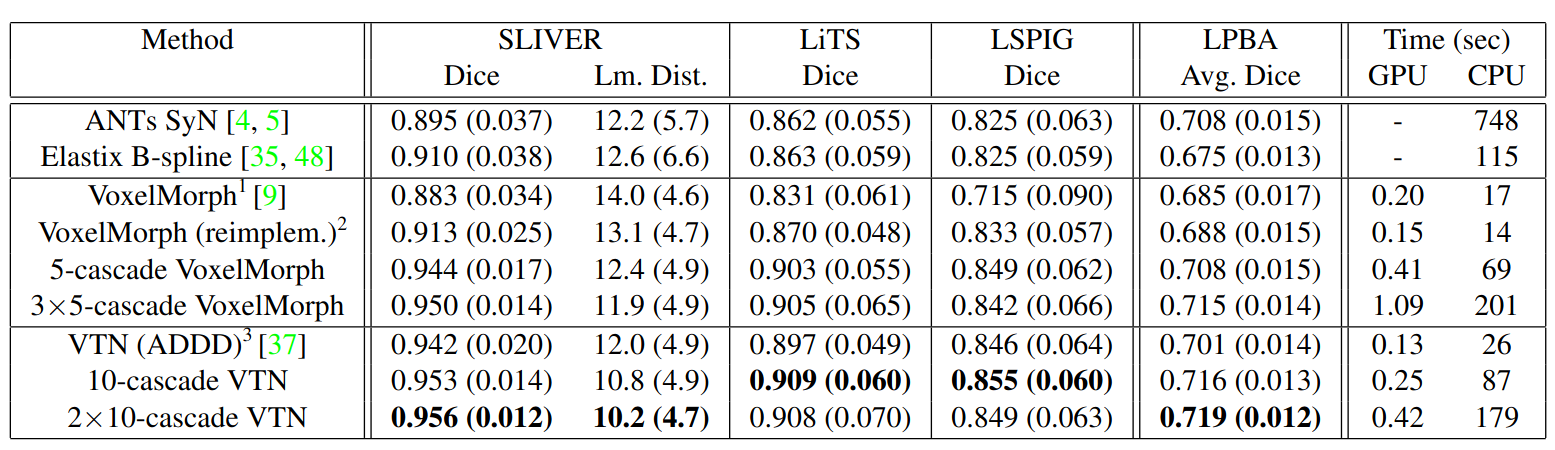 Method SLIVER LiTS LSPIG LPBA Time (sec)
Dice Lm. Dist. Dice Dice Avg. Dice GPU CPU
ANTs SyN [4, 5] 0.895 (0.037) 12.2 (5.7) 0.862 (0.055) 0.825 (0.063) 0.708 (0.015) - 748
Elastix B-spline [35, 48] 0.910 (0.038) 12.6 (6.6) 0.863 (0.059) 0.825 (0.059) 0.675 (0.013) - 115
VoxelMorph¹ [9] 0.883 (0.034) 14.0 (4.6) 0.831 (0.061) 0.715 (0.090) 0.685 (0.017) 0.20 17
VoxelMorph (reimplem.)² 0.913 (0.025) 13.1 (4.7) 0.870 (0.048) 0.833 (0.057) 0.688 (0.015) 0.15 14
5-cascade VoxelMorph 0.944 (0.017) 12.4 (4.9) 0.903 (0.055) 0.849 (0.062) 0.708 (0.015) 0.41 69
3×5-cascade VoxelMorph 0.950 (0.014) 11.9 (4.9) 0.905 (0.065) 0.842 (0.066) 0.715 (0.014) 1.09 201
VTN (ADDD)³ [37] 0.942 (0.020) 12.0 (4.9) 0.897 (0.049) 0.846 (0.064) 0.701 (0.014) 0.13 26
10-cascade VTN 0.953 (0.014) 10.8 (4.9) 0.909 (0.060) 0.855 (0.060) 0.716 (0.013) 0.25 87
2×10-cascade VTN 0.956 (0.012) 10.2 (4.7) 0.908 (0.070) 0.849 (0.063) 0.719 (0.012) 0.42 179